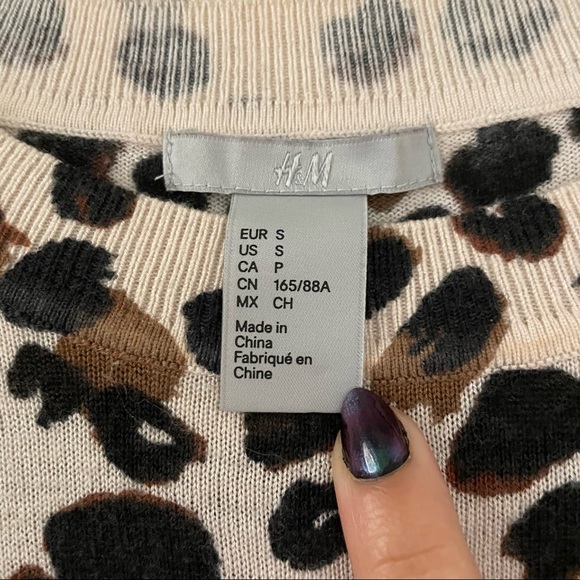 H&M
EUR S
US S
CA P
CN 165/88A
MX CH
Made in
China
Fabriqué en
Chine